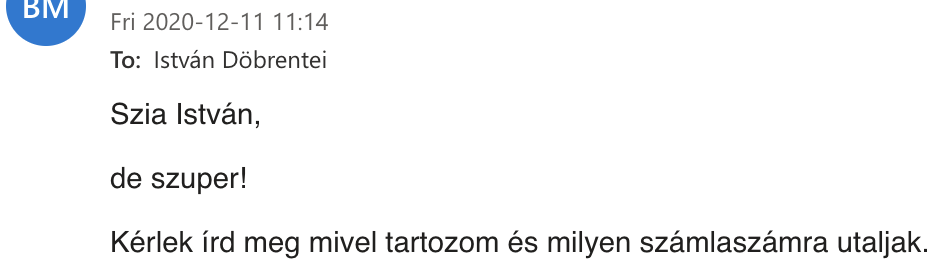 BM
Fri 2020-12-11 11:14
To: István Döbrentei
Szia István,
de szuper!
Kérlek írd meg mivel tartozom és milyen számlaszámra utaljak.